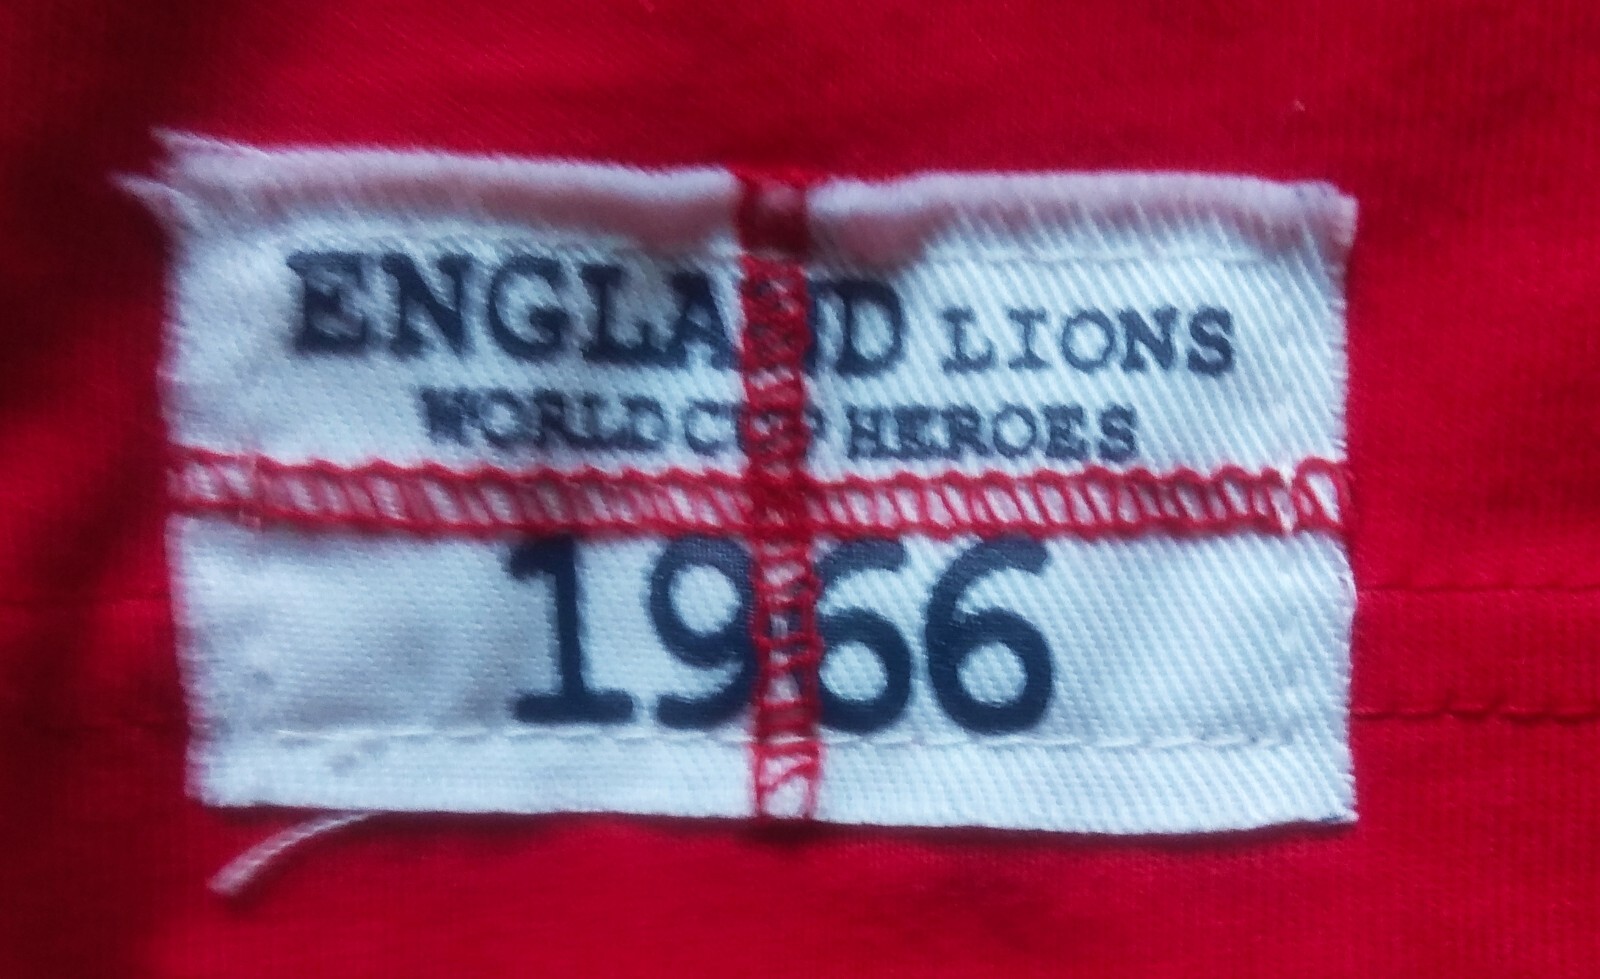 ENGLAND LIONS
WORLD CUP HEROES
1966